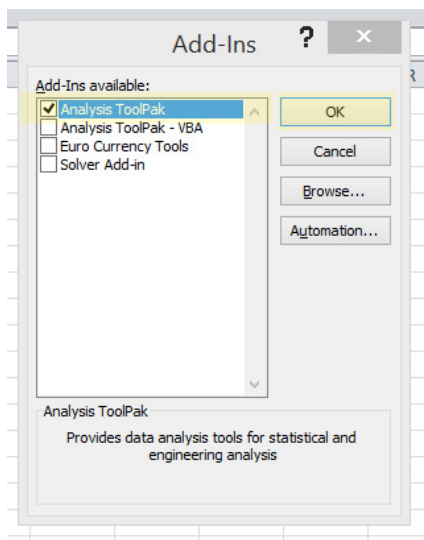 Add-Ins ? ×
R
Add-Ins available:
Analysis ToolPak
Analysis ToolPak - VBA
Euro Currency Tools
Solver Add-in
OK
Cancel
Browse...
Automation...
Analysis ToolPak
Provides data analysis tools for statistical and
engineering analysis